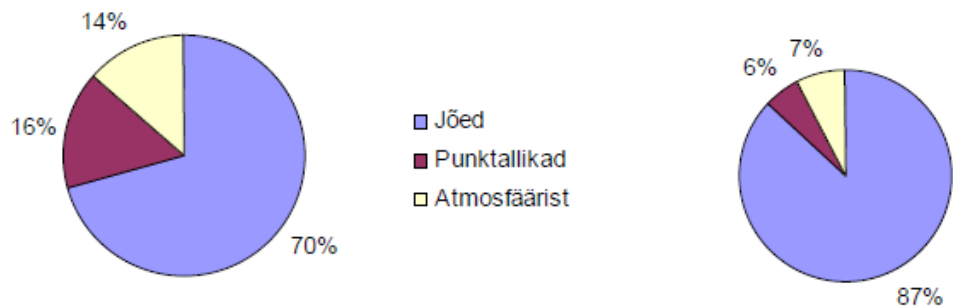 14%
16%
70%
Jõed
Punktallikad
Atmosfäärist
7%
6%
87%